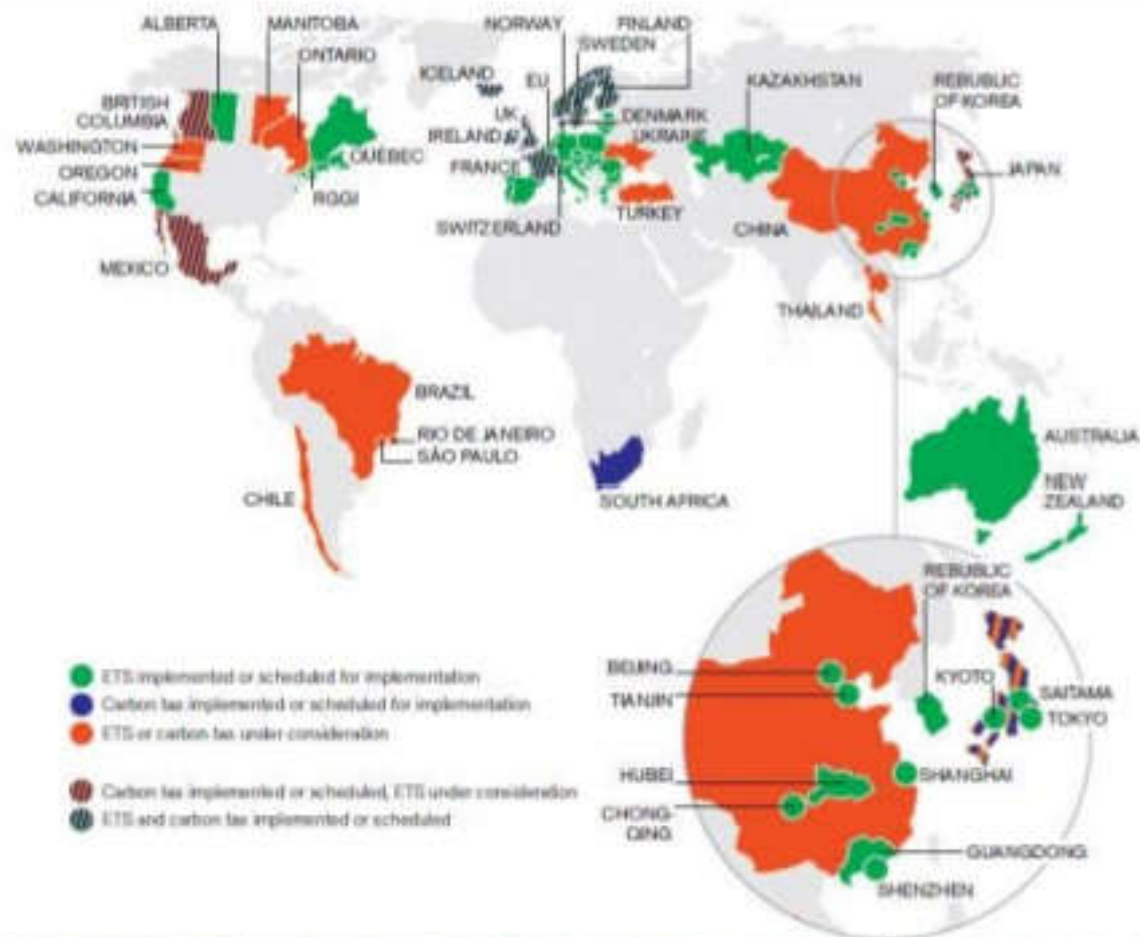 ALBERTA
MANITOBA
ONTARIO
BRITISH
COLUMBIA
WASHINGTON
OREGON
CALIFORNIA
QUÉBEC
RGGI
MEXICO
NORWAY
FINLAND
SWEDEN
ICELAND
EU
UK
IRELAND
DENMARK
UKRAINE
FRANCE
SWITZERLAND
TURKEY
KAZAKHSTAN
REBUBLIC
OF KOREA
JAPAN
CHINA
THAILAND
BRAZIL
RIO DE JANEIRO
SÃO PAULO
CHILE
SOUTH AFRICA
AUSTRALIA
NEW
ZEALAND
REBUBLIC
OF KOREA
BEIJING
TIANJIN
KYOTO
SAITAMA
TOKYO
HUBEI
SHANGHAI
CHONG-
QING
GUANGDONG
SHENZHEN
ETS implemented or scheduled for implementation
Carbon tax implemented or scheduled for implementation
ETS or carbon tax under consideration
Carbon tax implemented or scheduled, ETS under consideration
ETS and carbon tax implemented or scheduled